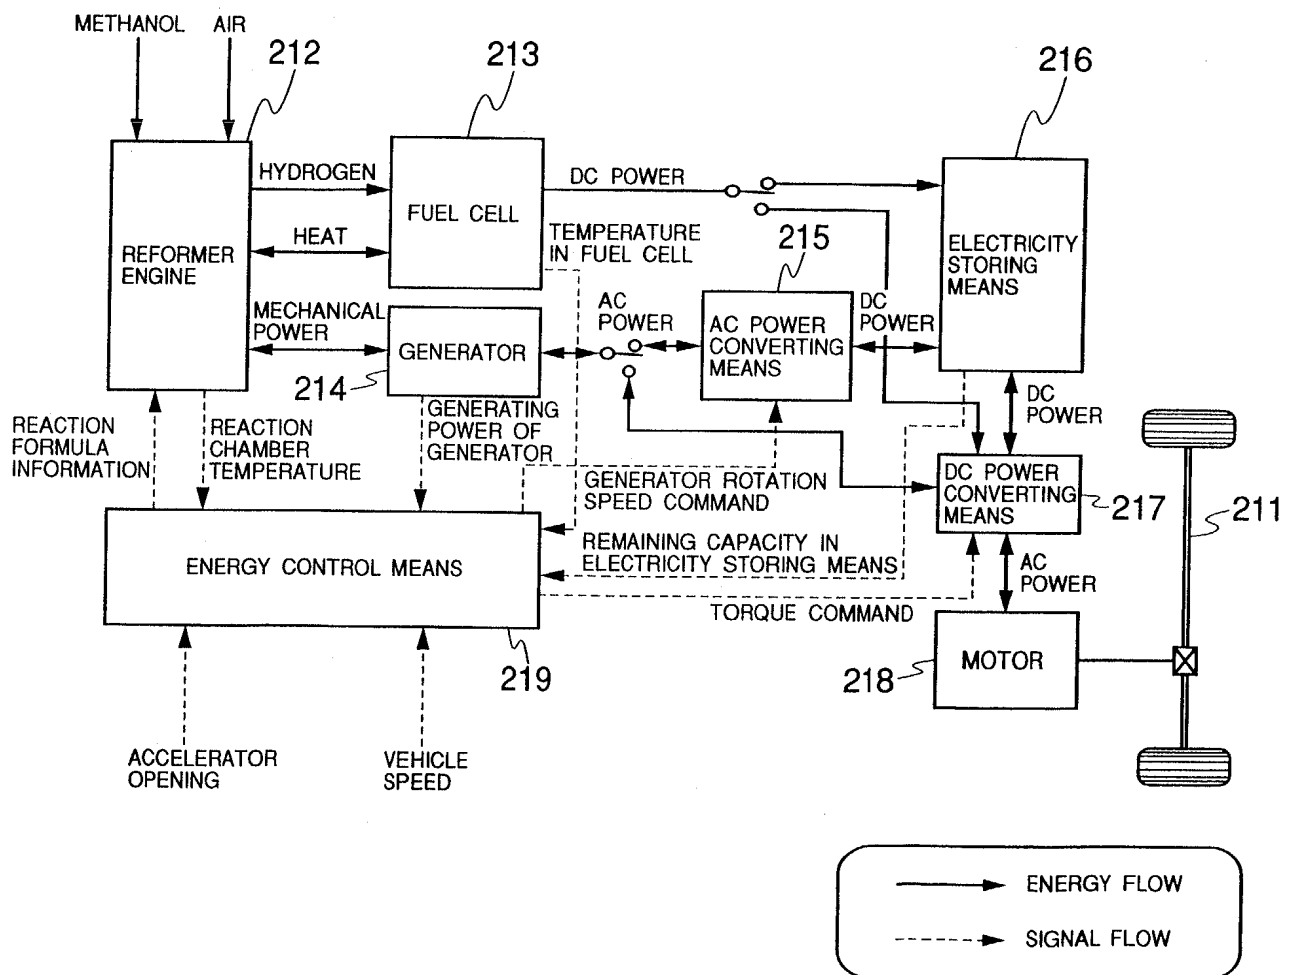 METHANOL AIR
212
213
216
HYDROGEN
DC POWER
FUEL CELL
HEAT
REFORMER
ENGINE
TEMPERATURE
IN FUEL CELL
215
ELECTRICITY
STORING
MEANS
MECHANICAL
POWER
GENERATOR
214
AC
POWER
AC POWER
CONVERTING
MEANS
DC
POWER
REACTION
FORMULA
INFORMATION
REACTION
CHAMBER
TEMPERATURE
GENERATING
POWER OF
GENERATOR
DC
POWER
GENERATOR ROTATION
SPEED COMMAND
DC POWER
CONVERTING
MEANS
217
211
ENERGY CONTROL MEANS
REMAINING CAPACITY IN
ELECTRICITY STORING MEANS
AC
POWER
TORQUE COMMAND
219
218
MOTOR
ACCELERATOR
OPENING
VEHICLE
SPEED
ENERGY FLOW
SIGNAL FLOW